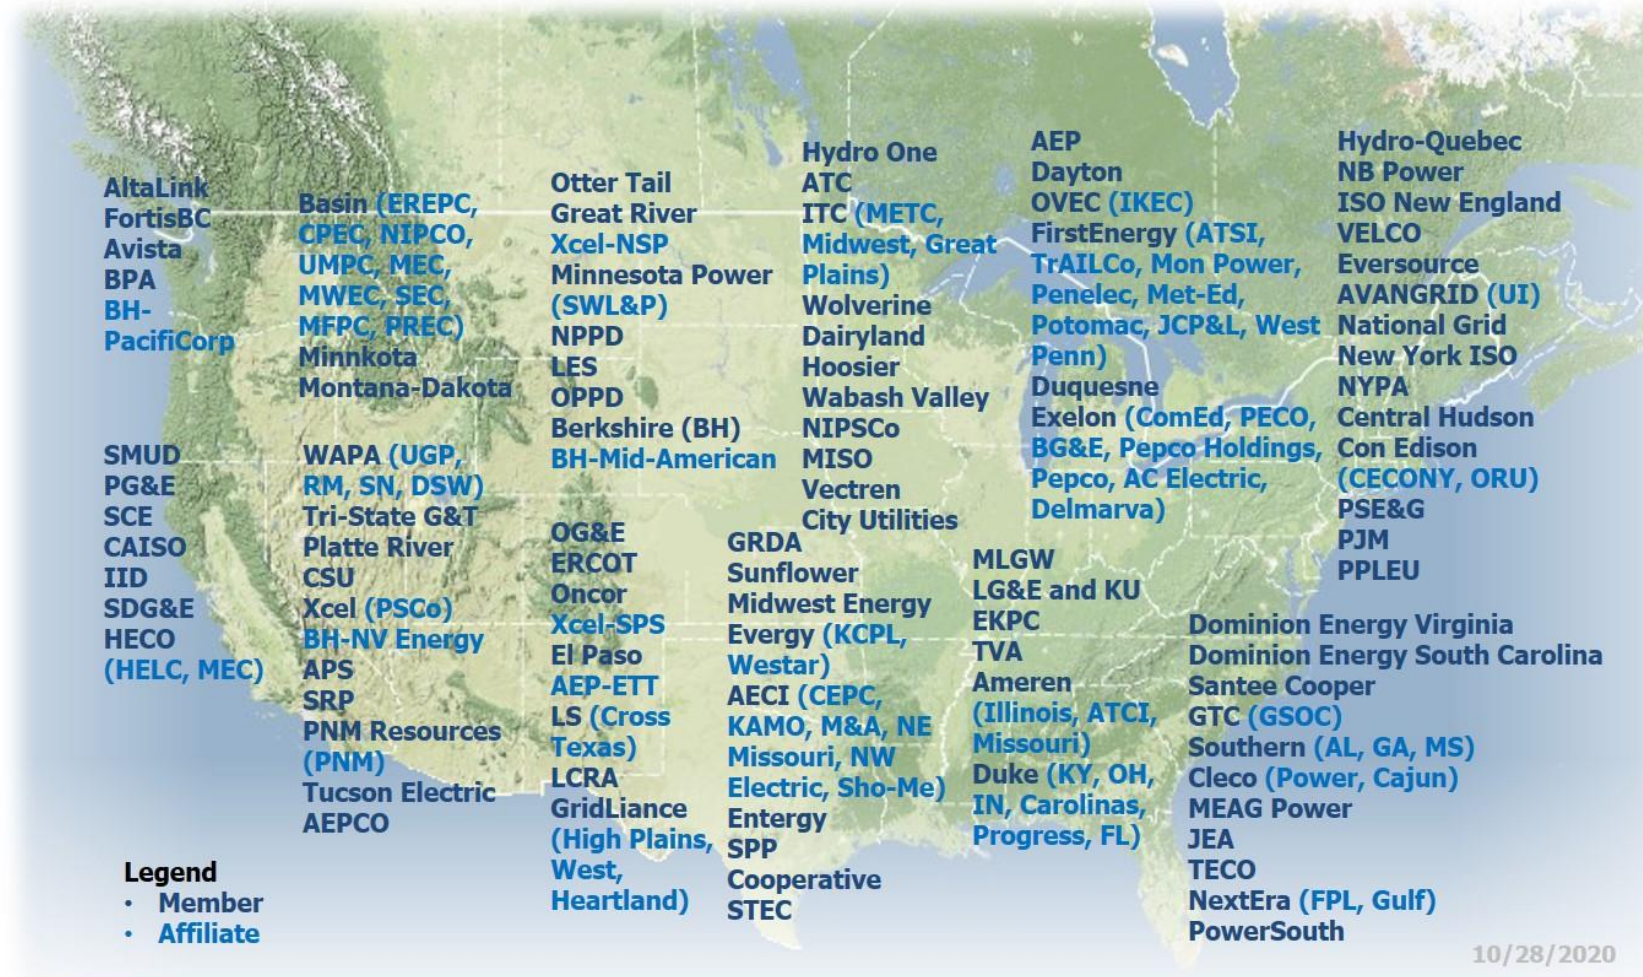 AltaLink
FortisBC
Avista
BPA
BH-
PacifiCorp
SMUD
PG&E
SCE
CAISO
IID
SDG&E
HECO
(HELC, MEC)
Basin (EREPC,
CPEC, NIPCO,
UMPC, MEC,
MWEC, SEC,
MFPC, PREC)
Minnkota
Montana-Dakota
WAPA (UGP,
RM, SN, DSW)
Tri-State G&T
Platte River
CSU
Xcel (PSCo)
BH-NV Energy
APS
SRP
PNM Resources
(PNM)
Tucson Electric
AEPCO
Otter Tail
Great River
Xcel-NSP
Minnesota Power
(SWL&P)
NPPD
LES
OPPD
Berkshire (BH)
BH-Mid-American
OG&E
ERCOT
Oncor
Xcel-SPS
El Paso
AEP-ETT
LS (Cross
Texas)
LCRA
GridLiance
(High Plains,
West,
Heartland)
Hydro One
ATC
ITC (METC,
Midwest, Great
Plains)
Wolverine
Dairyland
Hoosier
Wabash Valley
NIPSCo
MISO
Vectren
City Utilities
GRDA
Sunflower
Midwest Energy
Evergy (KCPL,
Westar)
AECI (CEPC,
KAMO, M&A, NE
Missouri, NW
Electric, Sho-Me)
Entergy
SPP
Cooperative
STEC
AEP
Dayton
OVEC (IKEC)
FirstEnergy (ATSI,
TrAILCo, Mon Power,
Penelec, Met-Ed,
Potomac, JCP&L, West
Penn)
Duquesne
Exelon (ComEd, PECO,
BG&E, Pepco Holdings,
Pepco, AC Electric,
Delmarva)
MLGW
LG&E and KU
EKPC
TVA
Ameren
(Illinois, ATCI,
Missouri)
Duke (KY, OH,
IN, Carolinas,
Progress, FL)
Hydro-Quebec
NB Power
ISO New England
VELCO
Eversource
AVANGRID (UI)
National Grid
New York ISO
NYPA
Central Hudson
Con Edison
(CECONY, ORU)
PSE&G
PJM
PPLEU
Dominion Energy Virginia
Dominion Energy South Carolina
Santee Cooper
GTC (GSOC)
Southern (AL, GA, MS)
Cleco (Power, Cajun)
MEAG Power
JEA
TECO
NextEra (FPL, Gulf)
PowerSouth
Legend
• Member
• Affiliate
10/28/2020